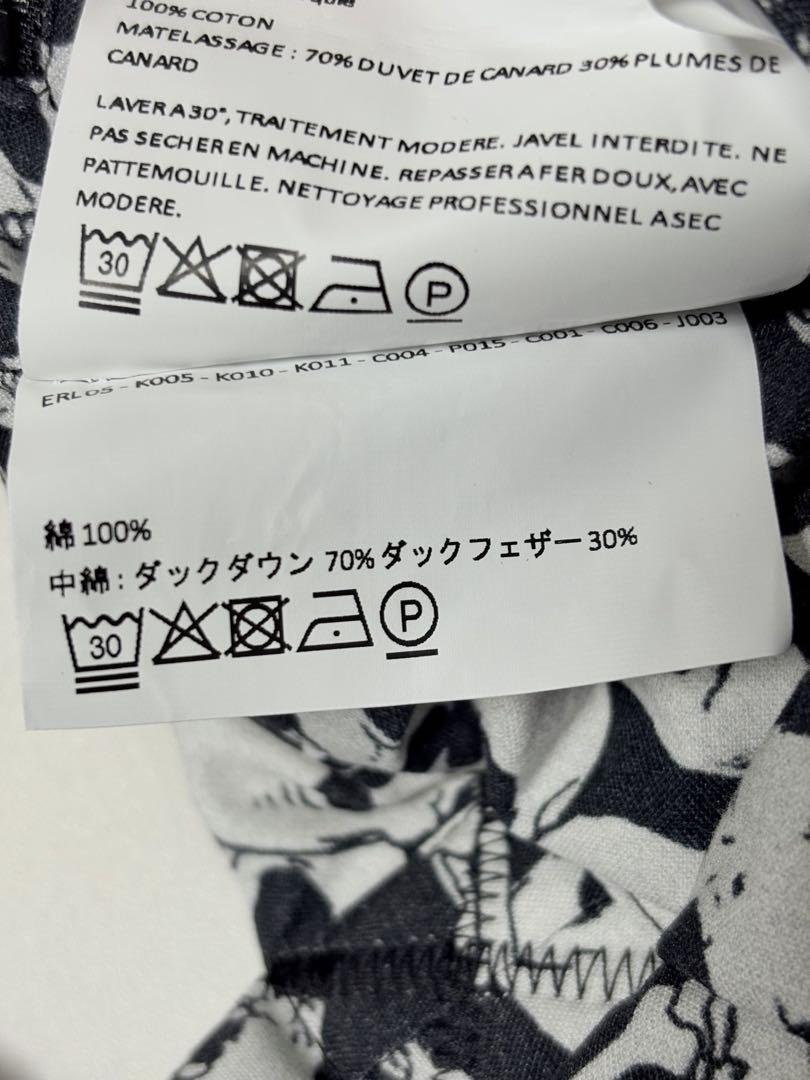 100% COTON
MATELASSAGE : 70% DUVET DE CANARD 30% PLUMES DE
CANARD
LAVER A 30°, TRAITEMENT MODERE. JAVEL INTERDITE. NE
PAS SECHER EN MACHINE. REPASSER A FER DOUX, AVEC
PATTEMOUILLE. NETTOYAGE PROFESSIONNEL A SEC
MODERE.
30 P
ERL05 - K005 - K010 - K011 - C004 - P015 - C001 - C006 - J003
綿 100%
中綿 : ダックダウン 70% ダックフェザー 30%
30 P